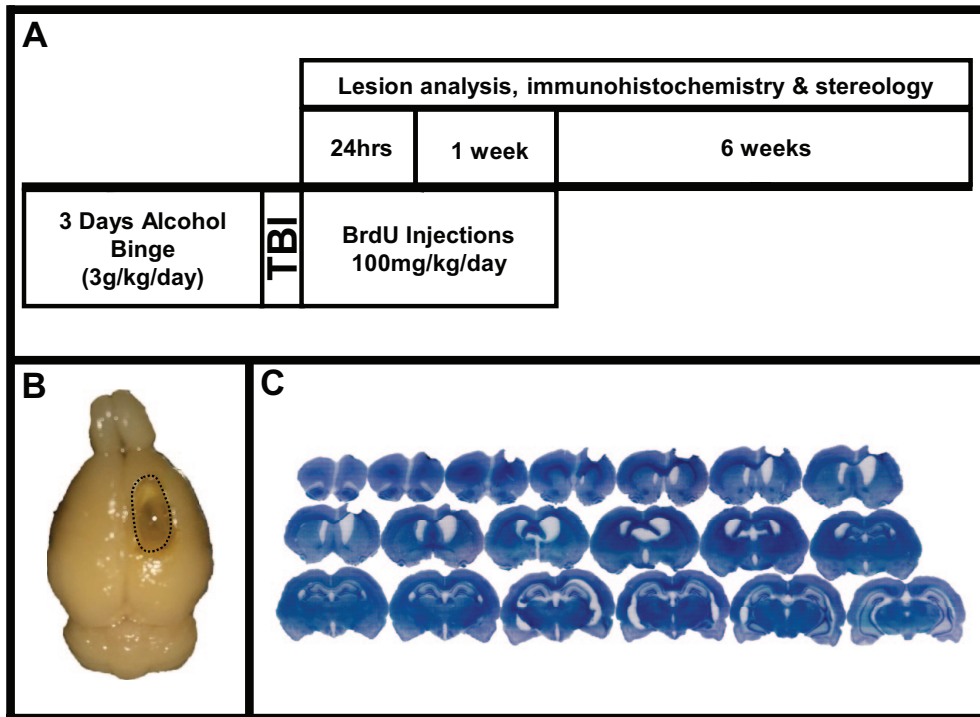 A
Lesion analysis, immunohistochemistry & stereology
24hrs
1 week
6 weeks
3 Days Alcohol
Binge
(3g/kg/day)
TBI
BrdU Injections
100mg/kg/day
B
C